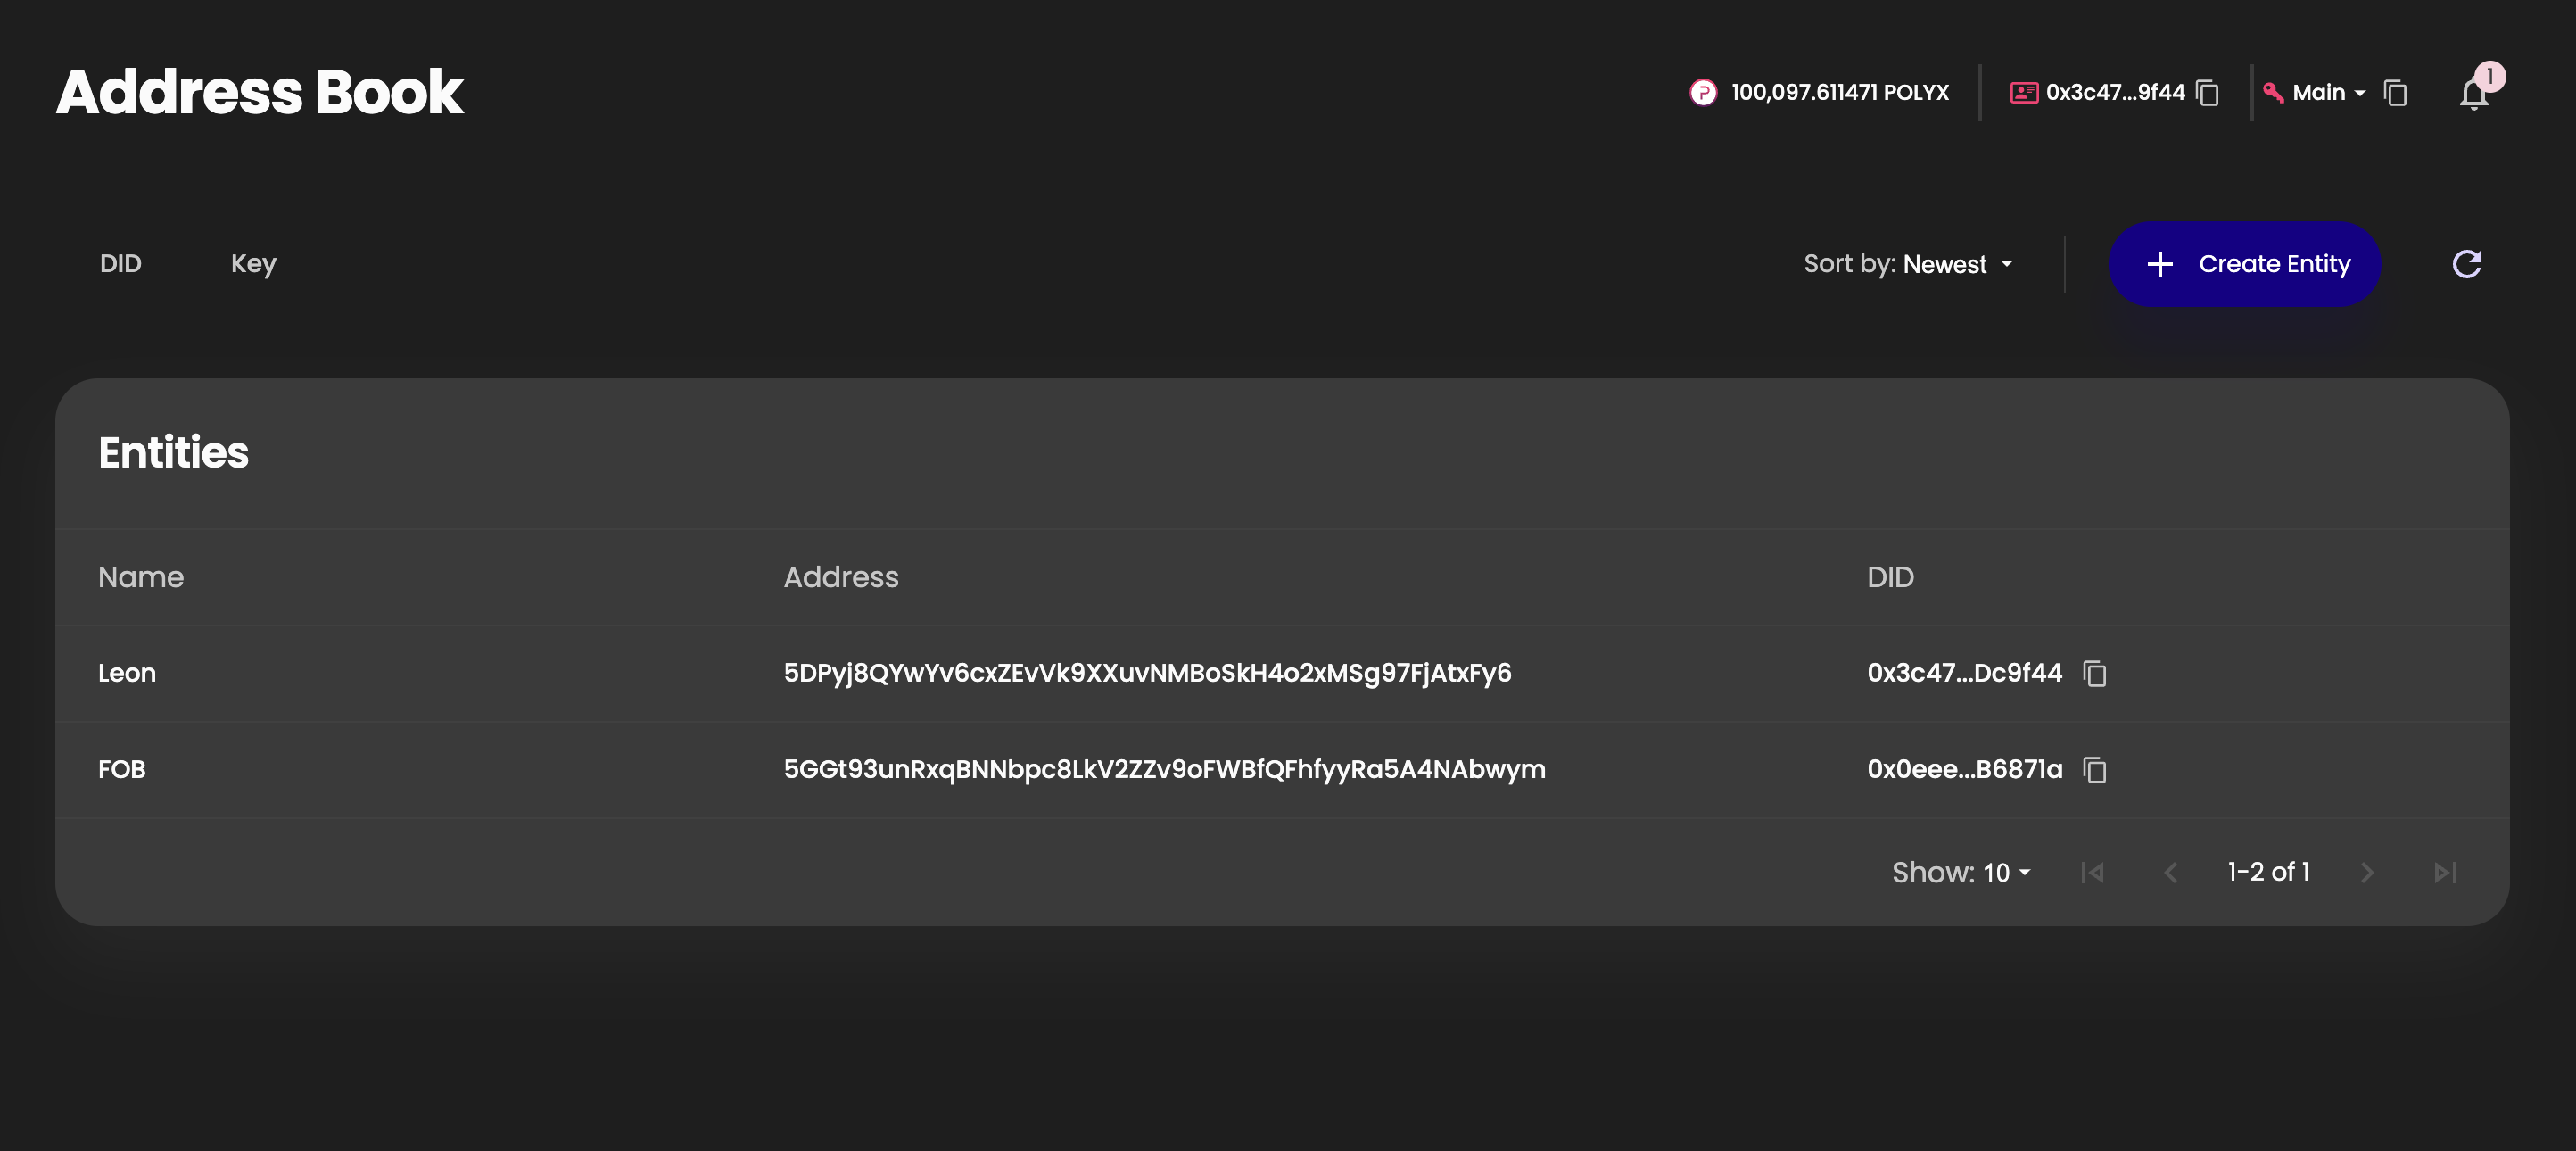 Address Book
100,097.611471 POLYX
0x3c47...9f44
Main
1
DID
Key
Sort by: Newest
Create Entity
Entities
Name Address DID
Leon 5DPyj8QYwYv6cxZEvVk9XXuvNMBoSkH4o2xMSg97FjAtxFy6 0x3c47...Dc9f44
FOB 5GGt93unRxqBNNbpc8LkV2ZZv9oFWBfQFhfyyRa5A4NAbwym 0x0eee...B6871a
Show: 10
1-2 of 1